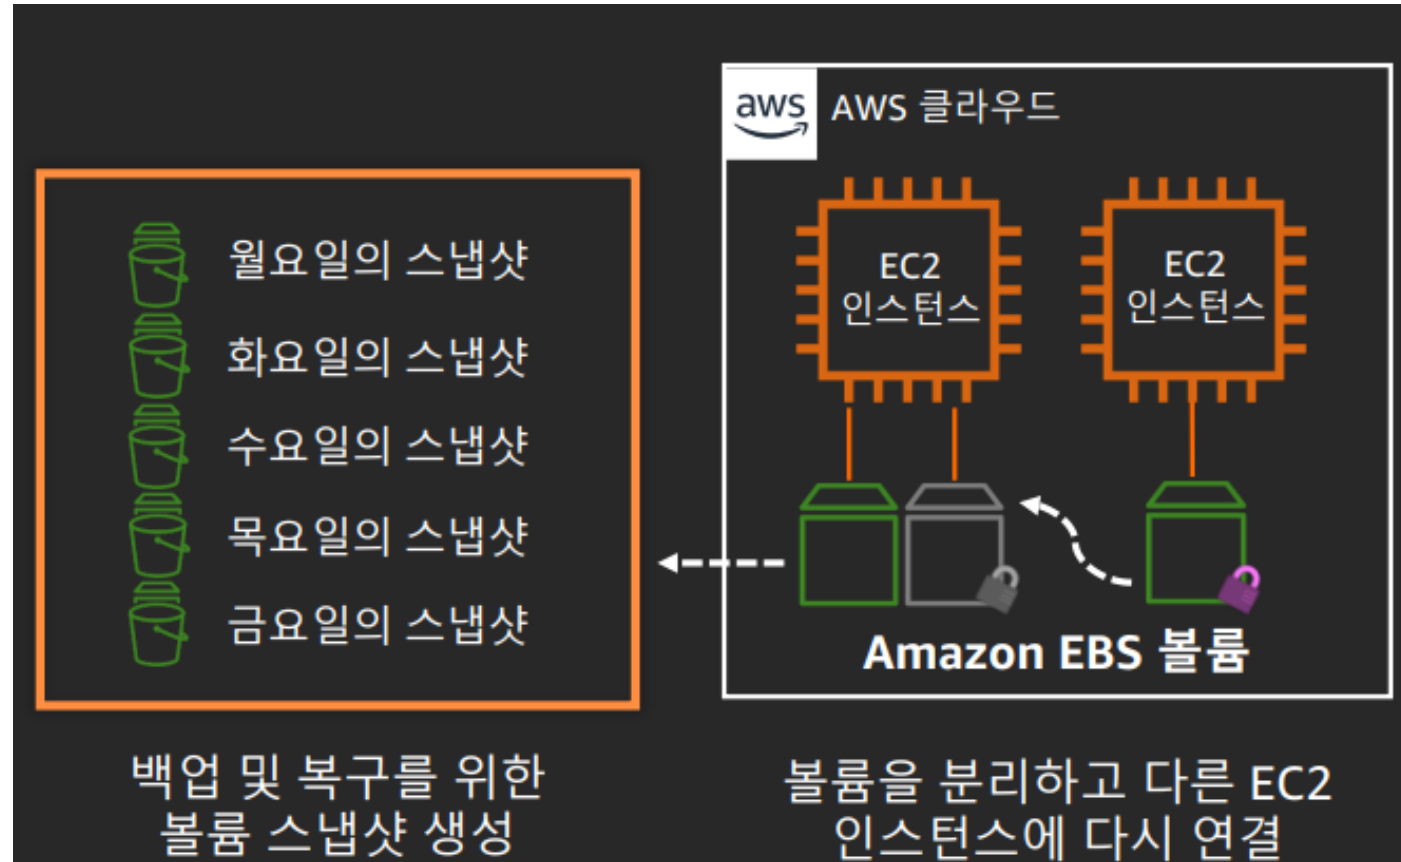 aws
AWS 클라우드
월요일의 스냅샷
화요일의 스냅샷
수요일의 스냅샷
목요일의 스냅샷
금요일의 스냅샷
EC2
인스턴스
EC2
인스턴스
Amazon EBS 볼륨
백업 및 복구를 위한
볼륨 스냅샷 생성
볼륨을 분리하고 다른 EC2
인스턴스에 다시 연결